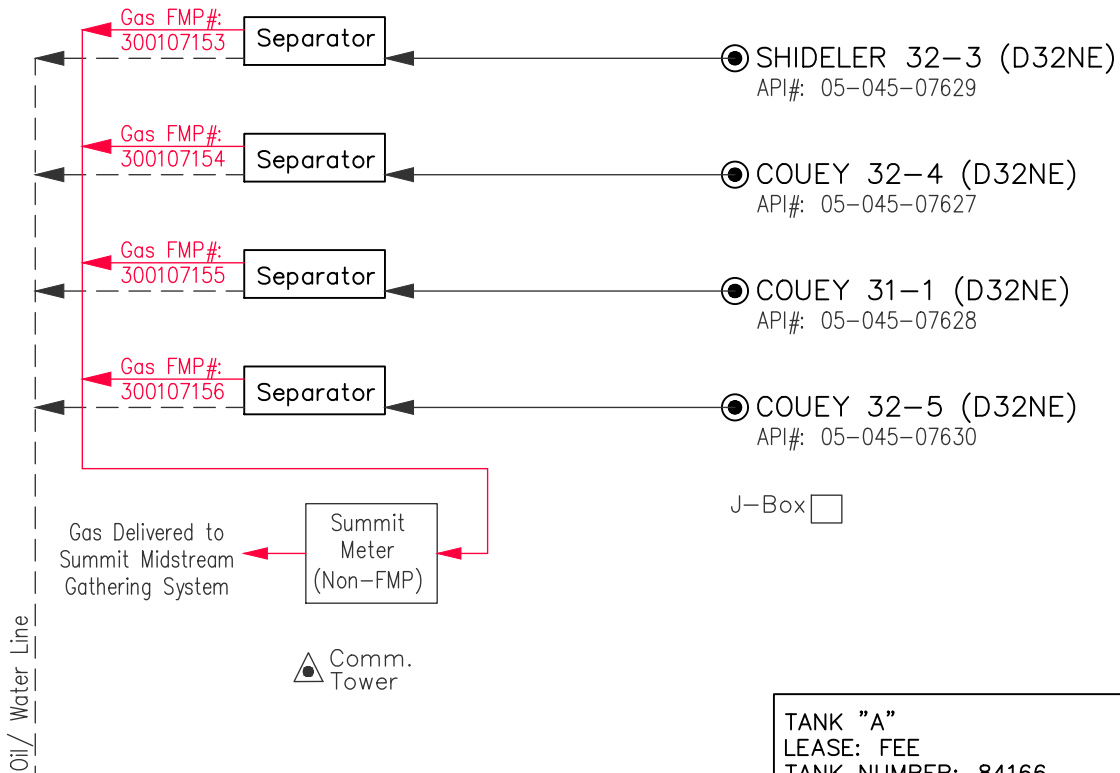 Gas FMP#:
300107153
Separator
SHIDELER 32-3 (D32NE)
API#: 05-045-07629
Gas FMP#:
300107154
Separator
COUEY 32-4 (D32NE)
API#: 05-045-07627
Gas FMP#:
300107155
Separator
COUEY 31-1 (D32NE)
API#: 05-045-07628
Gas FMP#:
300107156
Separator
COUEY 32-5 (D32NE)
API#: 05-045-07630
J-Box
Gas Delivered to
Summit Midstream
Gathering System
Summit
Meter
(Non-FMP)
Comm.
Tower
Oil/ Water Line
TANK "A"
LEASE: FEE
TANK NUMBER: 84166